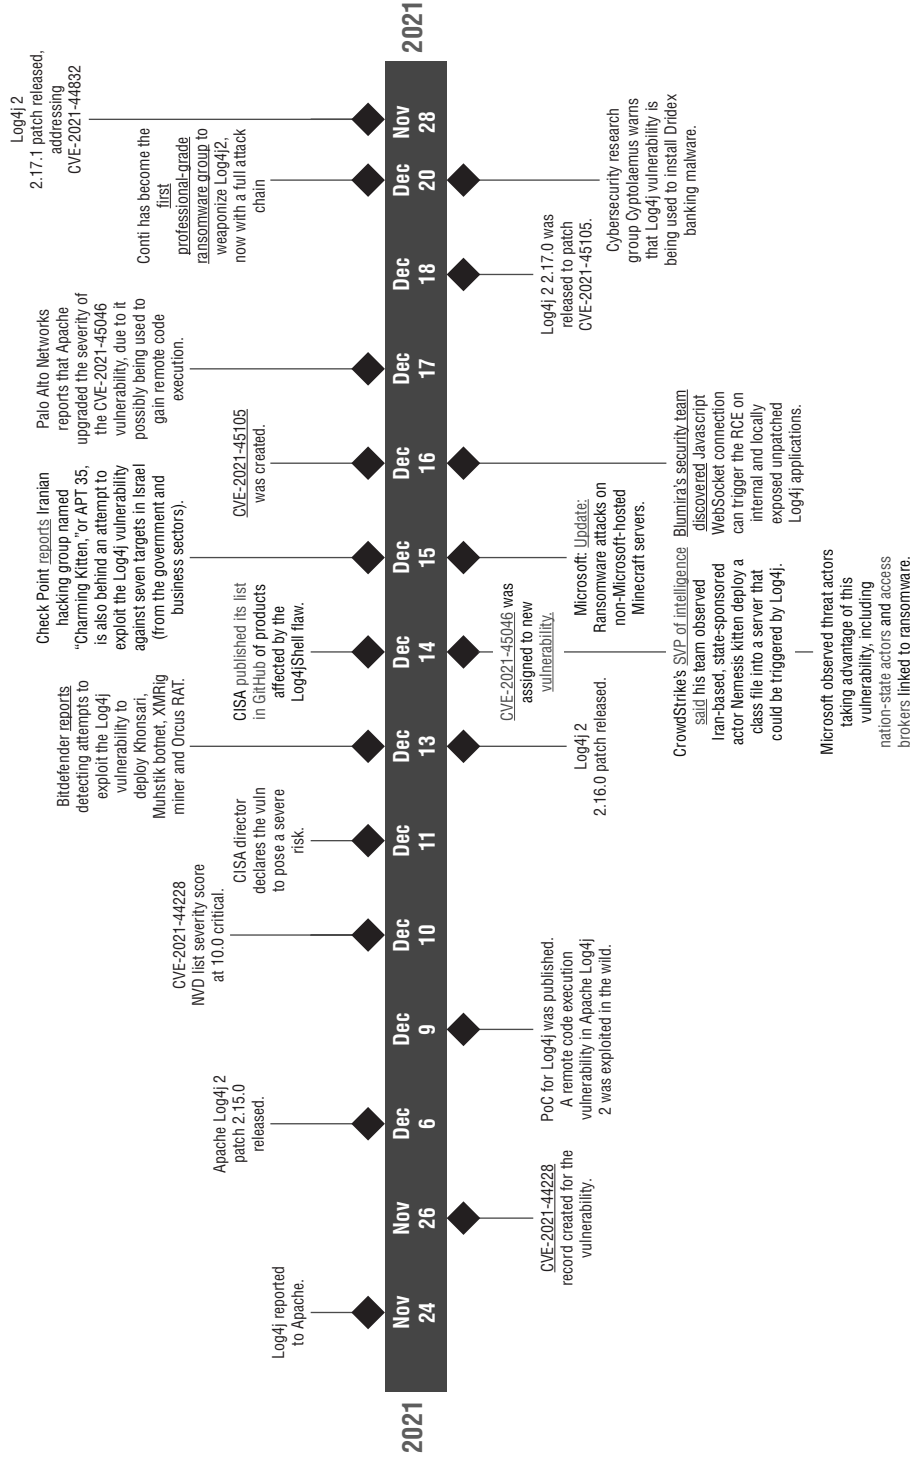 2021
Nov
24
Log4j reported
to Apache.
Nov
26
CVE-2021-44228
record created for the
vulnerability.
Dec
6
Apache Log4j 2
patch 2.15.0
released.
Dec
9
PoC for Log4j was published.
A remote code execution
vulnerability in Apache Log4j
2 was exploited in the wild.
Dec
10
CVE-2021-44228
NVD list severity score
at 10.0 critical.
Dec
11
CISA director
declares the vuln
to pose a severe
risk.
Dec
13
Bitdefender reports
detecting attempts to
exploit the Log4j
vulnerability to
deploy Khonsari,
Muhstik botnet, XMRig
miner and Orcus RAT.
Log4j 2
2.16.0 patch released.
Dec
14
CISA published its list
in GitHub of products
affected by the
Log4jShell flaw.
CVE-2021-45046 was
assigned to new
vulnerability.
CrowdStrike's SVP of intelligence
said his team observed
Iran-based, state-sponsored
actor Nemesis kitten deploy a
class file into a server that
could be triggered by Log4j.
Microsoft observed threat actors
taking advantage of this
vulnerability, including
nation-state actors and access
brokers linked to ransomware.
Dec
15
Check Point reports Iranian
hacking group named
“Charming Kitten,”or APT 35,
is also behind an attempt to
exploit the Log4j vulnerability
against seven targets in Israel
(from the government and
business sectors).
Microsoft: Update:
Ransomware attacks on
non-Microsoft-hosted
Minecraft servers.
Dec
16
CVE-2021-45105
was created.
Blumira's security team
discovered Javascript
WebSocket connection
can trigger the RCE on
internal and locally
exposed unpatched
Log4j applications.
Dec
17
Palo Alto Networks
reports that Apache
upgraded the severity of
the CVE-2021-45046
vulnerability, due to it
possibly being used to
gain remote code
execution.
Dec
18
Log4j 2 2.17.0 was
released to patch
CVE-2021-45105.
Dec
20
Conti has become the
first
professional-grade
ransomware group to
weaponize Log4j2,
now with a full attack
chain
Cybersecurity research
group Cyptolaemus warns
that Log4j vulnerability is
being used to install Dridex
banking malware.
Nov
28
Log4j 2
2.17.1 patch released,
addressing
CVE-2021-44832
2021